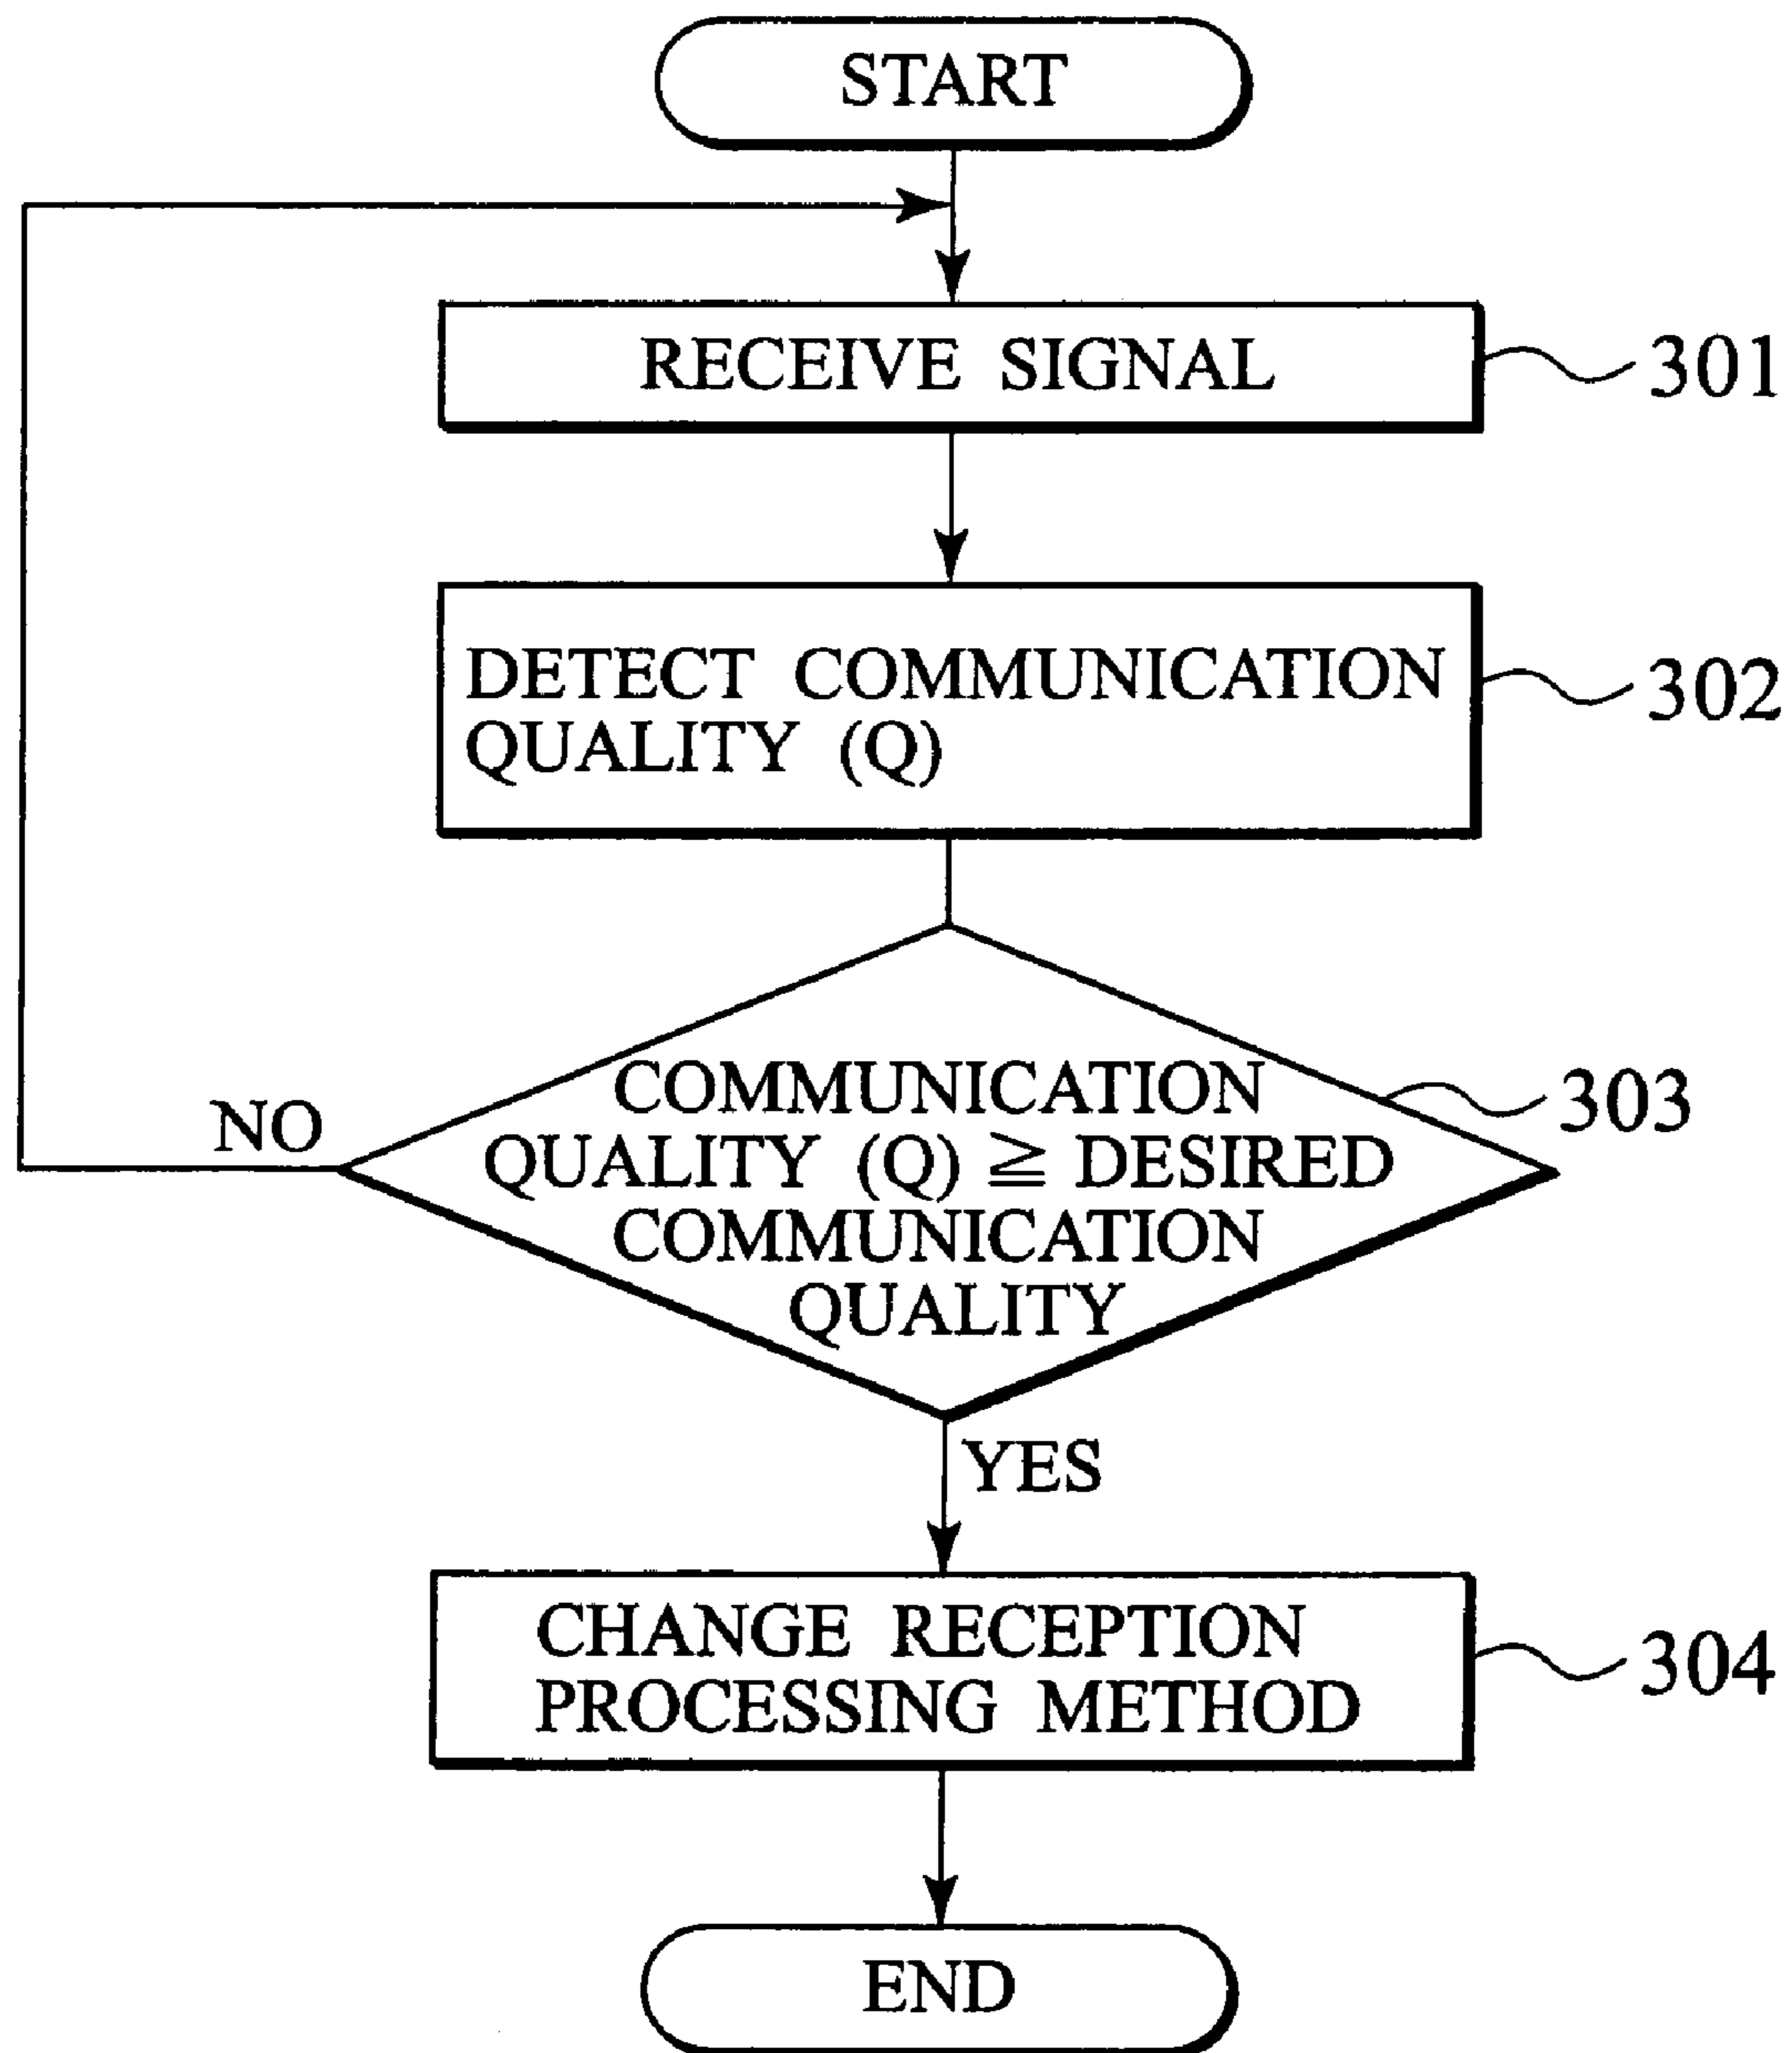 START
RECEIVE SIGNAL
301
DETECT COMMUNICATION
QUALITY (Q)
302
COMMUNICATION
QUALITY (Q) ≧ DESIRED
COMMUNICATION
QUALITY
303
NO
YES
CHANGE RECEPTION
PROCESSING METHOD
304
END